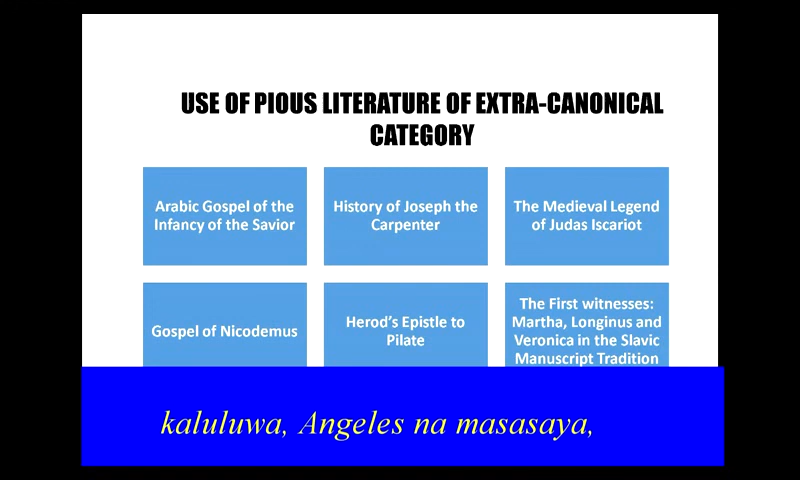 USE OF PIOUS LITERATURE OF EXTRA-CANONICAL
CATEGORY
Arabic Gospel of the
Infancy of the Savior
History of Joseph the
Carpenter
The Medieval Legend
of Judas Iscariot
Gospel of Nicodemus
Herod's Epistle to
Pilate
The First witnesses:
Martha, Longinus and
Veronica in the Slavic
Manuscript Tradition
kaluluwa, Angeles na masasaya,